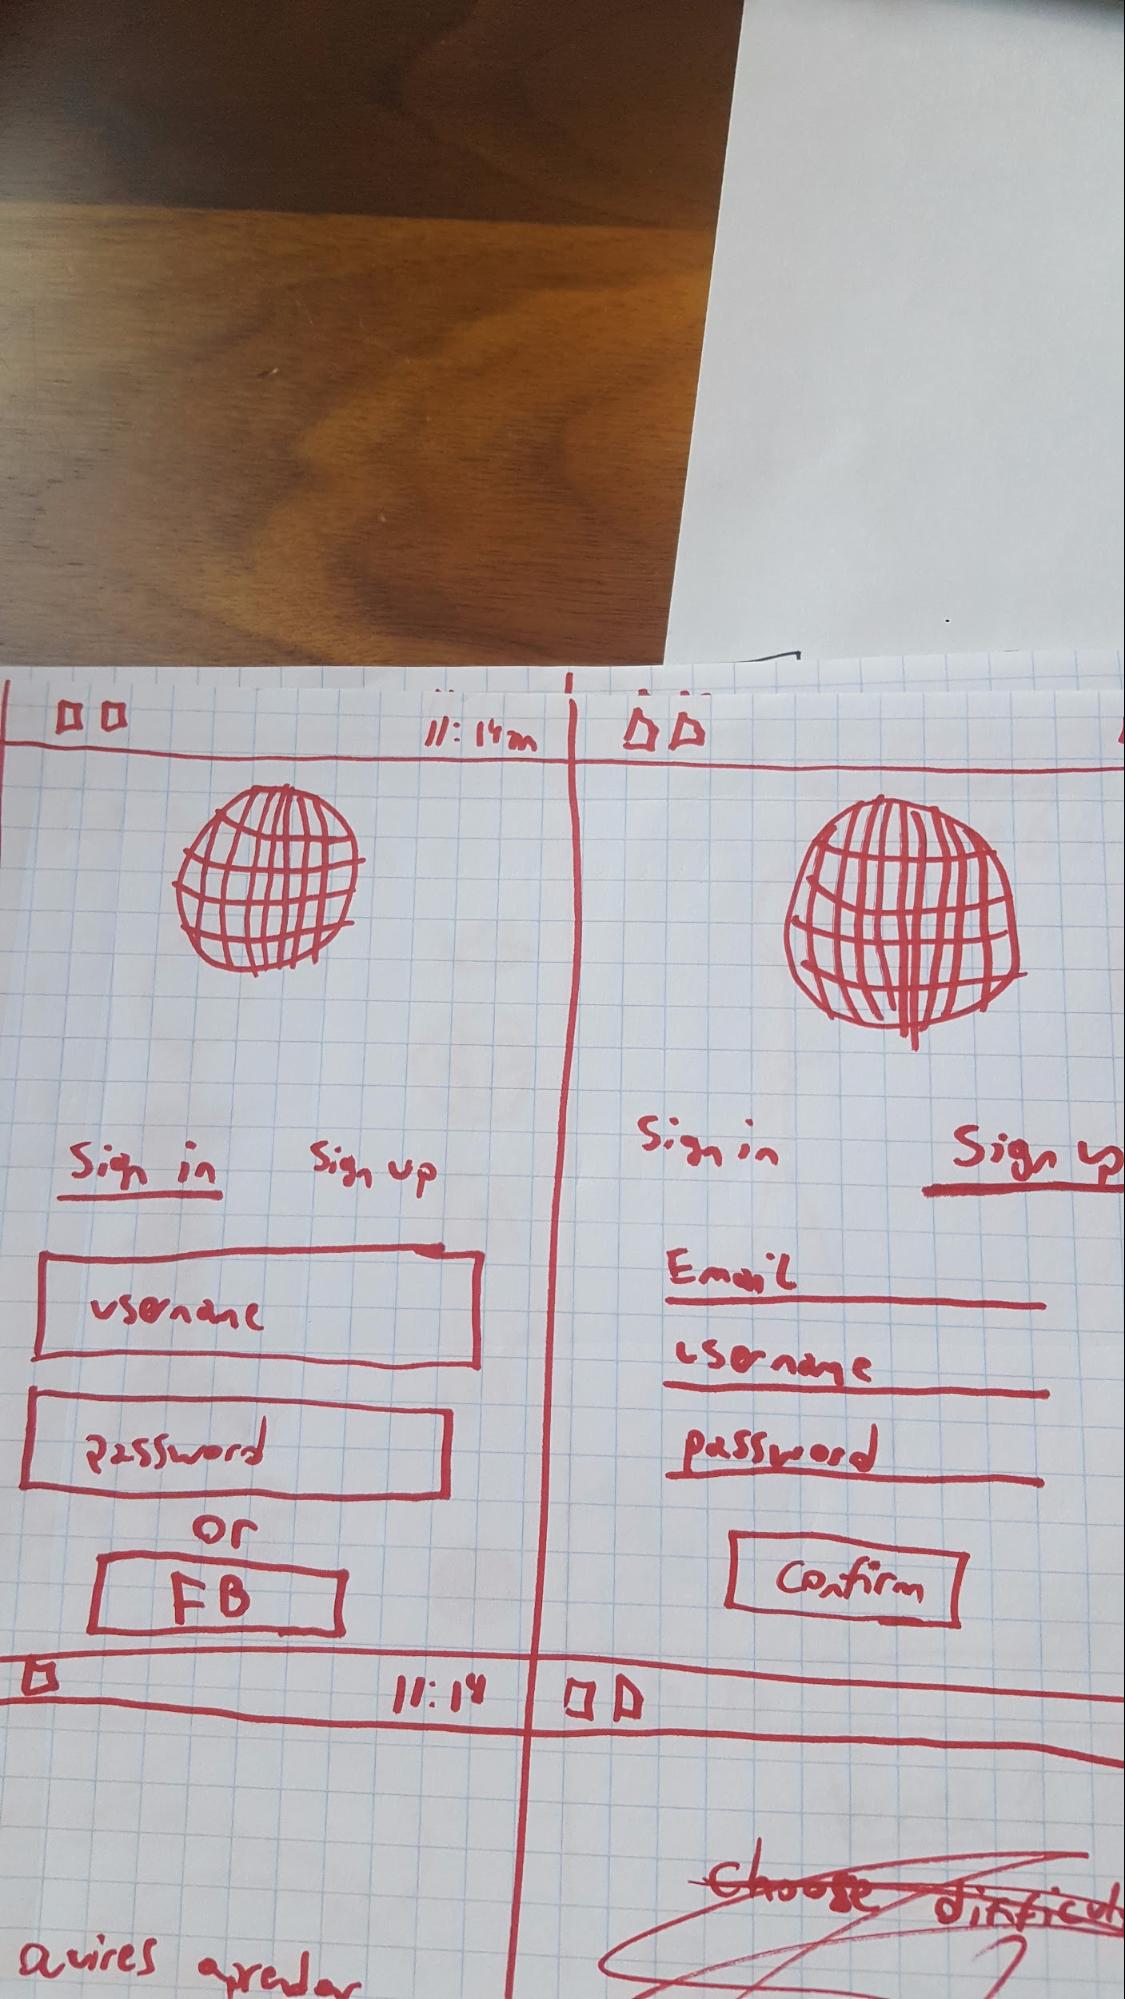 11:14am
Sign in Sign up
username
password
or
FB
Sign in Sign up
Email
username
password
Confirm
11:14
quires aprender
Choose difficult